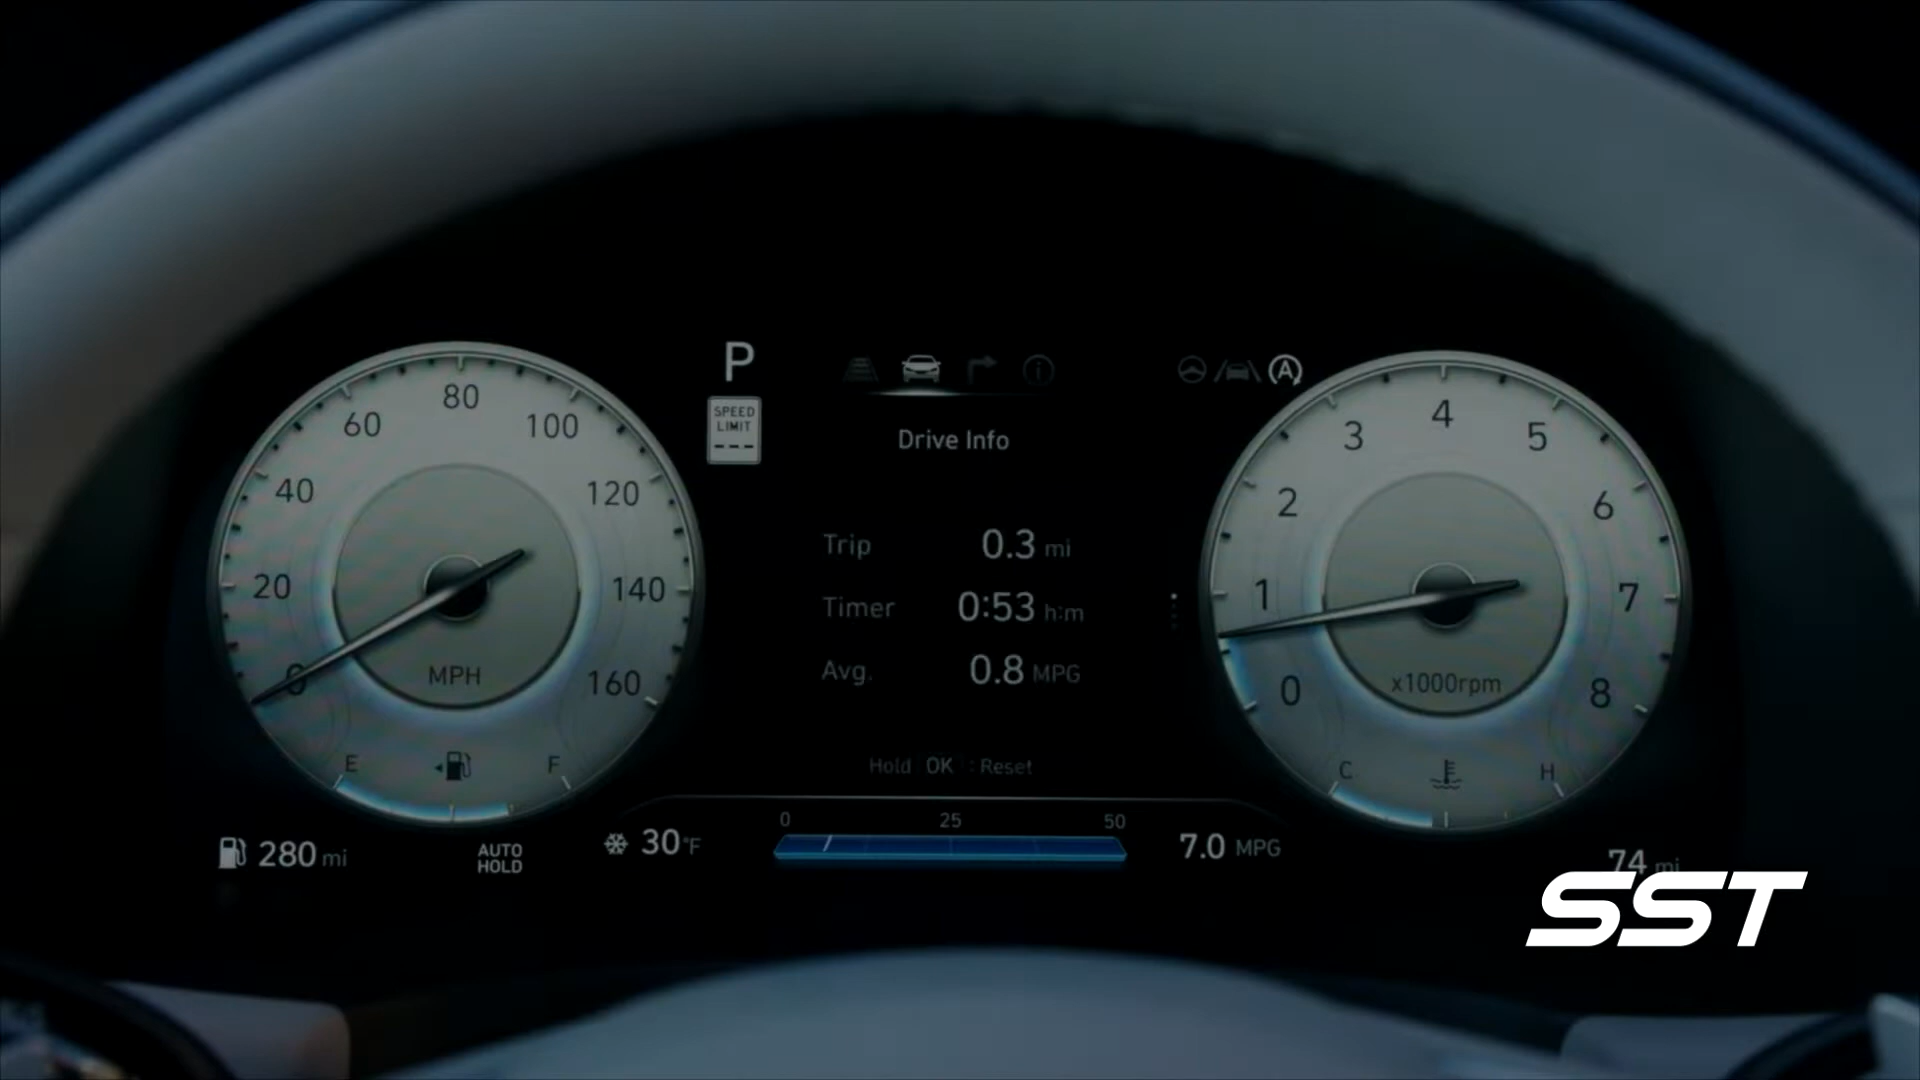 80
60
100
40
120
20
140
0
160
MPH
E
F
P
SPEED
LIMIT
---
Drive Info
Trip 0.3 mi
Timer 0:53 h:m
Avg. 0.8 MPG
Hold OK : Reset
A
4
3
5
2
6
1
7
0
8
x1000rpm
C
H
280 mi
AUTO
HOLD
30°F
0 25 50
7.0 MPG
74 mi
SST